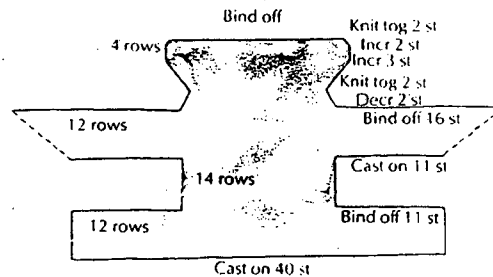 Bind off
Knit tog 2 st
4 rows
Incr 2 st
Incr 3 st
Knit tog 2 st
Decr 2 st
12 rows
Bind off 16 st
Cast on 11 st
14 rows
12 rows
Bind off 11 st
Cast on 40 st